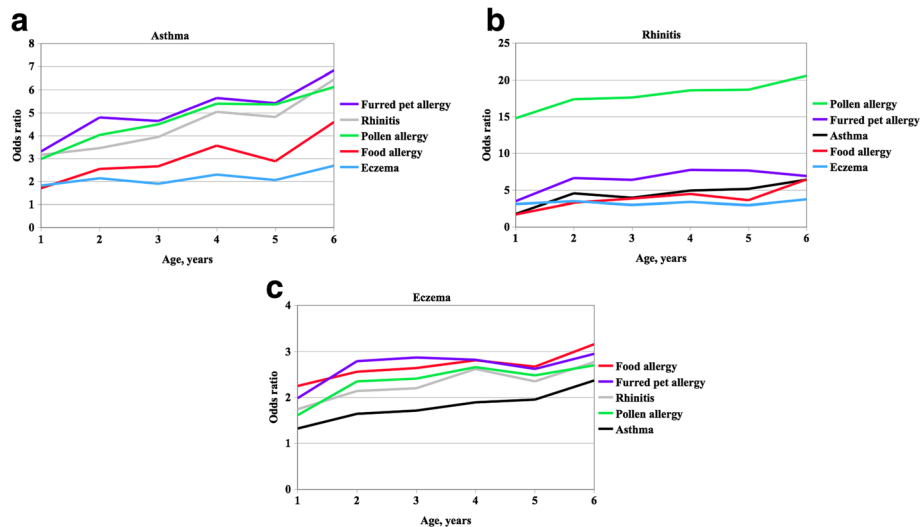 a
Asthma
8
7
6
5
4
3
2
1
0
Odds ratio
1 2 3 4 5 6
Age, years
Furred pet allergy
Rhinitis
Pollen allergy
Food allergy
Eczema
b
Rhinitis
25
20
15
10
5
0
Odds ratio
1 2 3 4 5 6
Age, years
Pollen allergy
Furred pet allergy
Asthma
Food allergy
Eczema
c
Eczema
4
3
2
1
0
Odds ratio
1 2 3 4 5 6
Age, years
Food allergy
Furred pet allergy
Rhinitis
Pollen allergy
Asthma